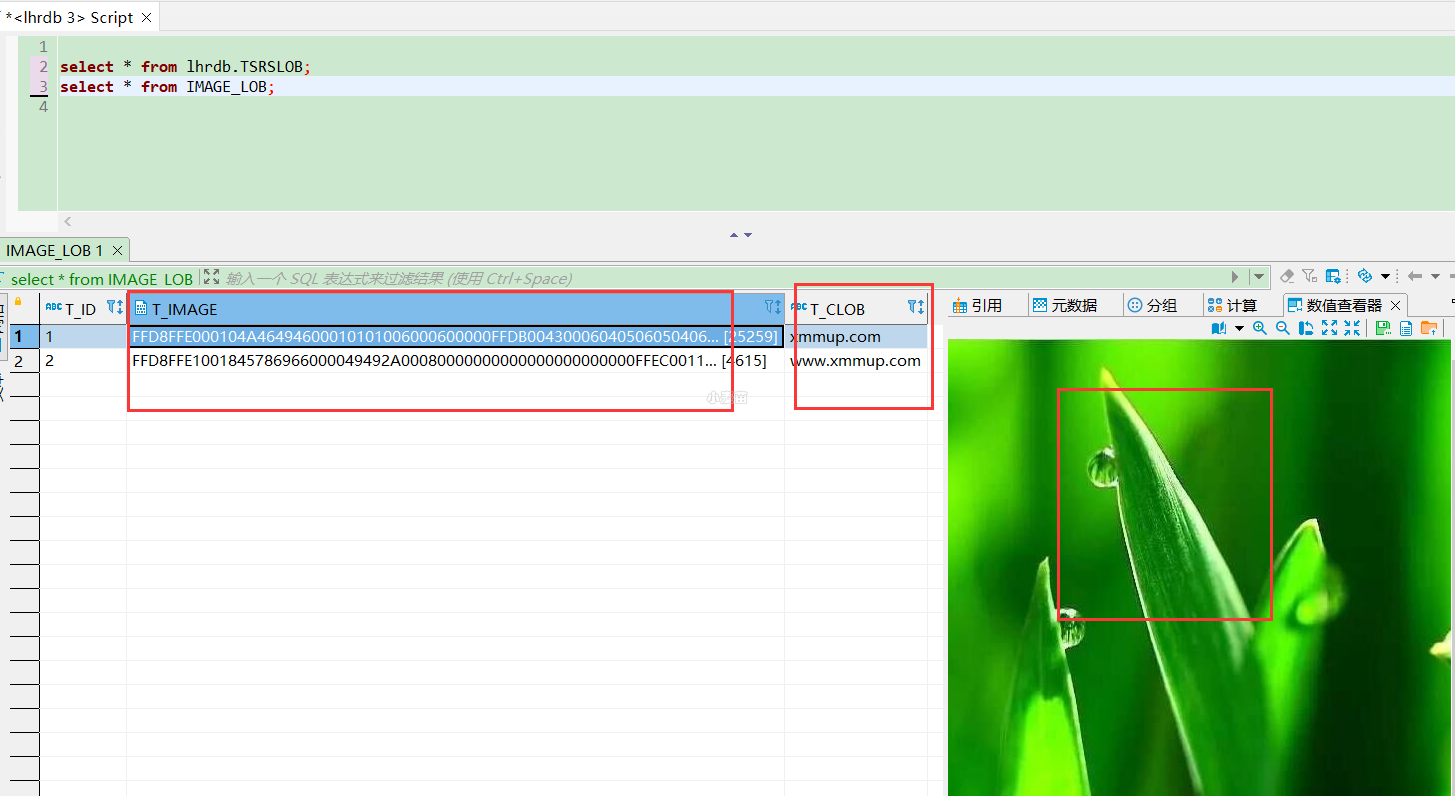 *<lhrdb 3> Script
1
2 select * from lhrdb.TSRSLOB;
3 select * from IMAGE_LOB;
4
IMAGE_LOB 1
select * from IMAGE_LOB 输入一个 SQL 表达式来过滤结果 (使用 Ctrl+Space)
ABC T_ID T_IMAGE ABC T_CLOB
引用 元数据 分组 计算 数值查看器
1 1 FFD8FFE000104A46494600010101006000600000FFDB00430006040506050406... [25259] xmmup.com
2 2 FFD8FFE1001845786966000049492A00080000000000000000000000FFEC0011... [4615] www.xmmup.com